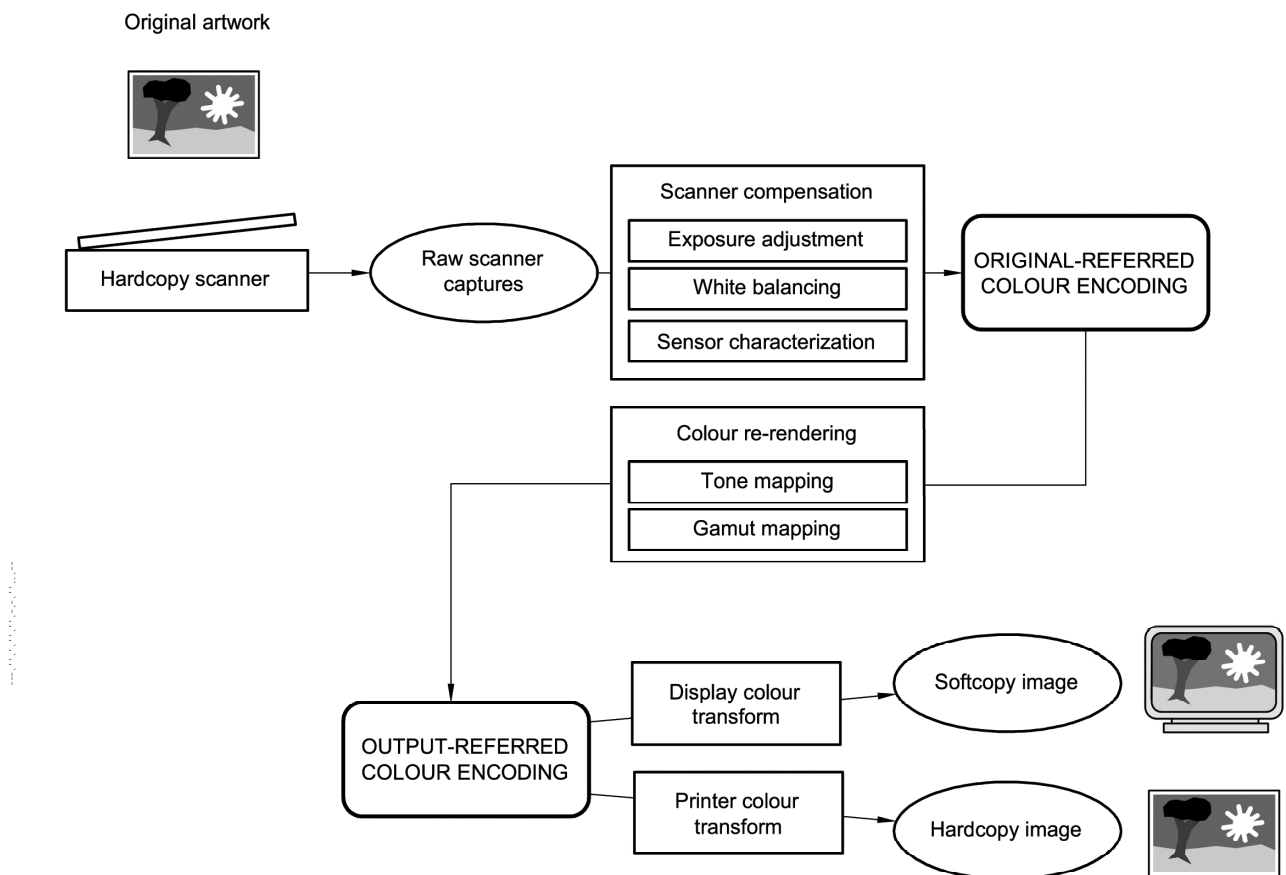 Original artwork
Hardcopy scanner
Raw scanner
captures
Scanner compensation
Exposure adjustment
White balancing
Sensor characterization
ORIGINAL-REFERRED
COLOUR ENCODING
Colour re-rendering
Tone mapping
Gamut mapping
OUTPUT-REFERRED
COLOUR ENCODING
Display colour
transform
Softcopy image
Printer colour
transform
Hardcopy image